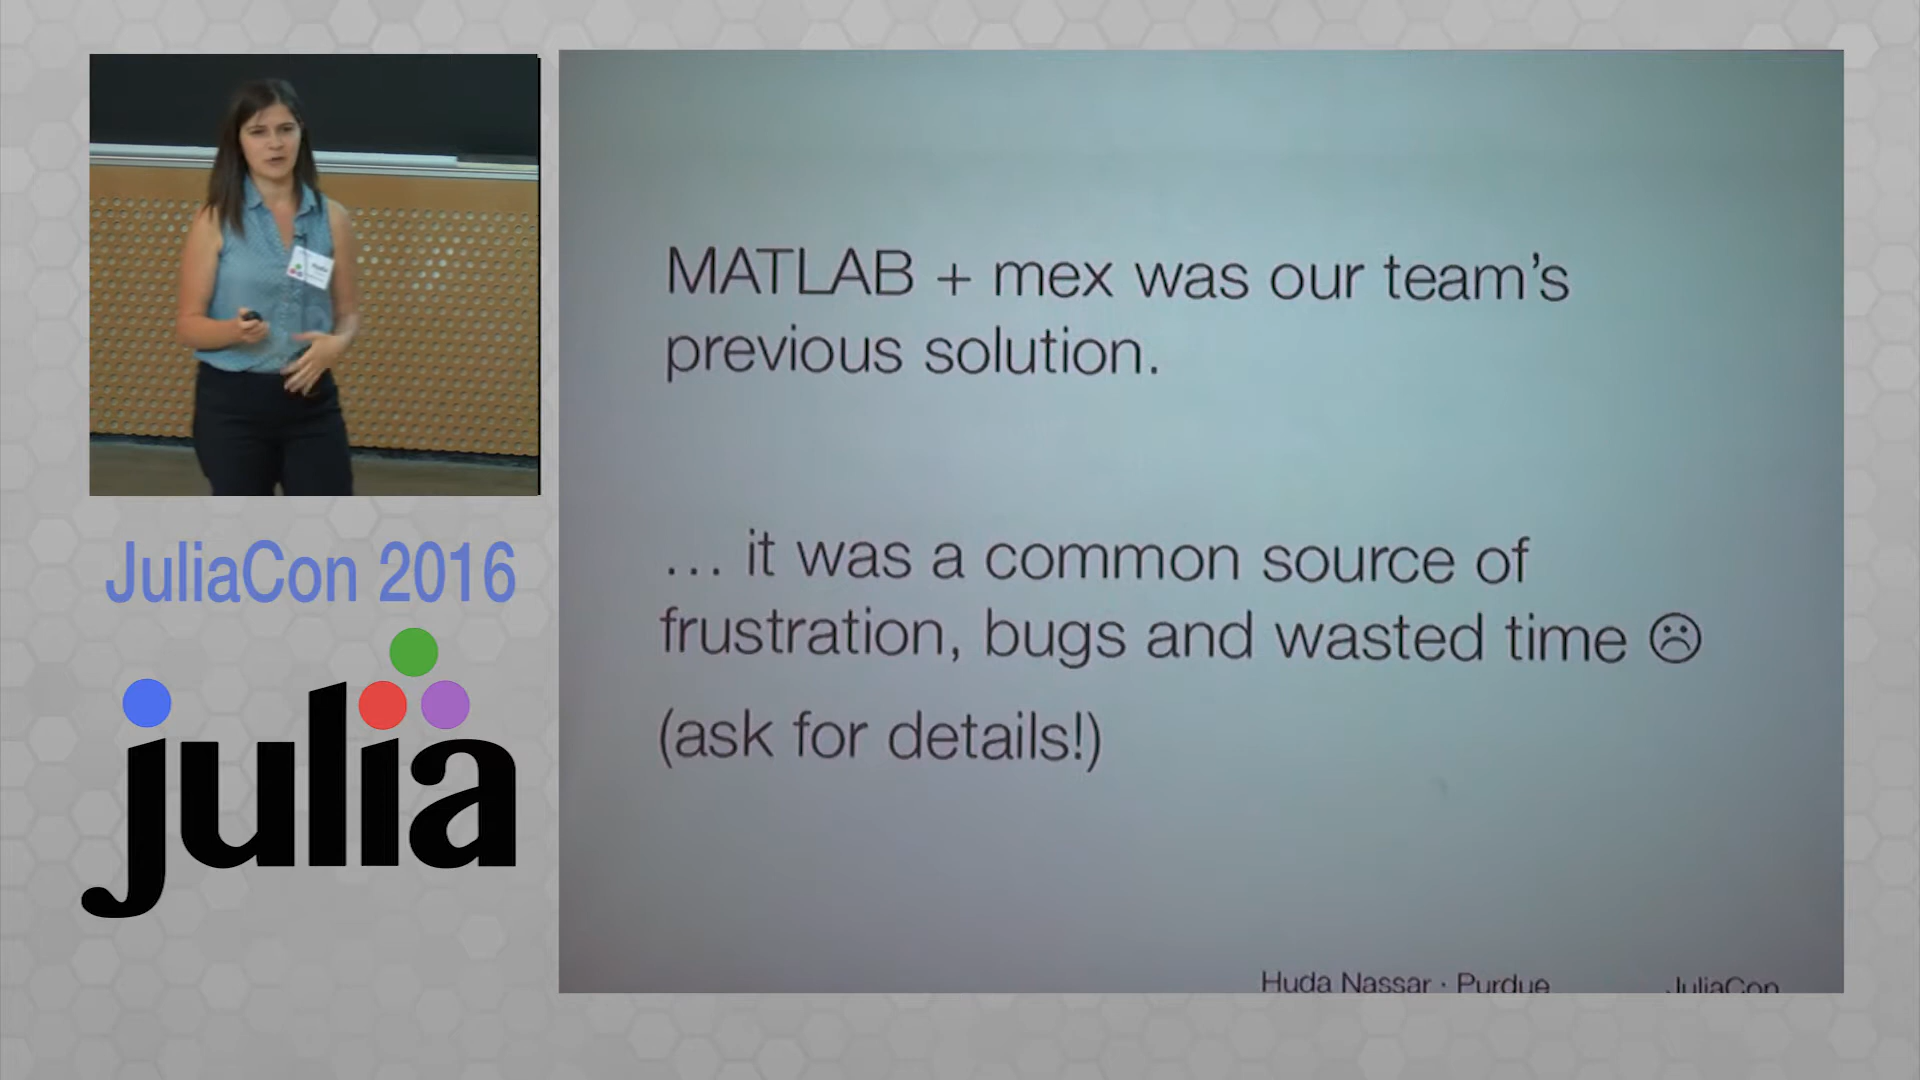 MATLAB + mex was our team's
previous solution.
... it was a common source of
frustration, bugs and wasted time ☹
(ask for details!)
Huda Nassar · Purdue
JuliaCon
JuliaCon 2016
julia